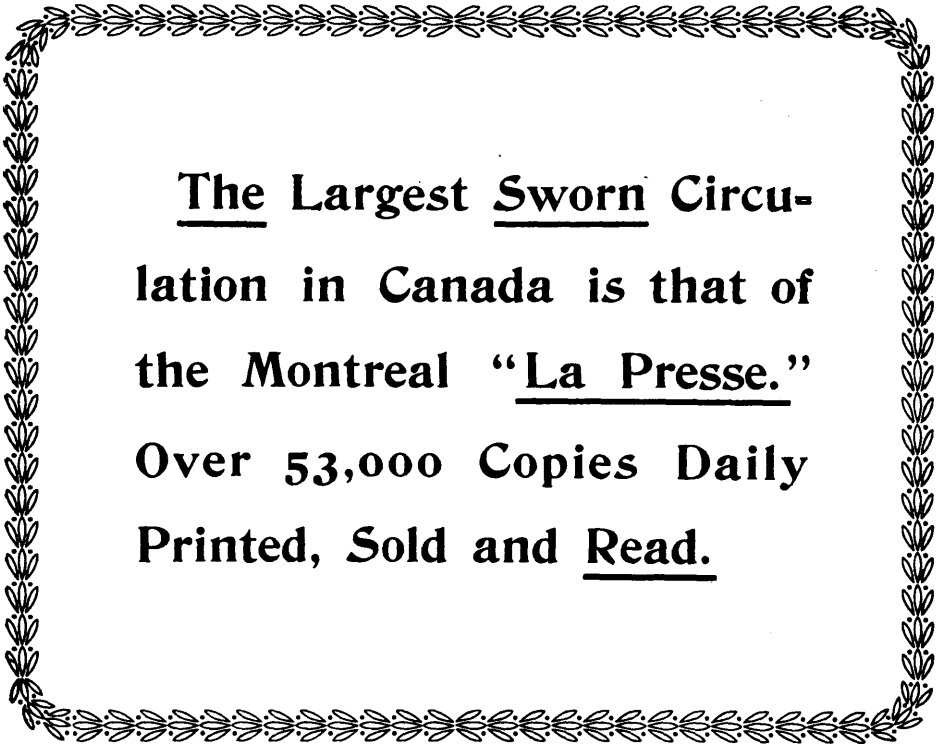 The Largest Sworn Circu-
lation in Canada is that of
the Montreal “La Presse.”
Over 53,000 Copies Daily
Printed, Sold and Read.